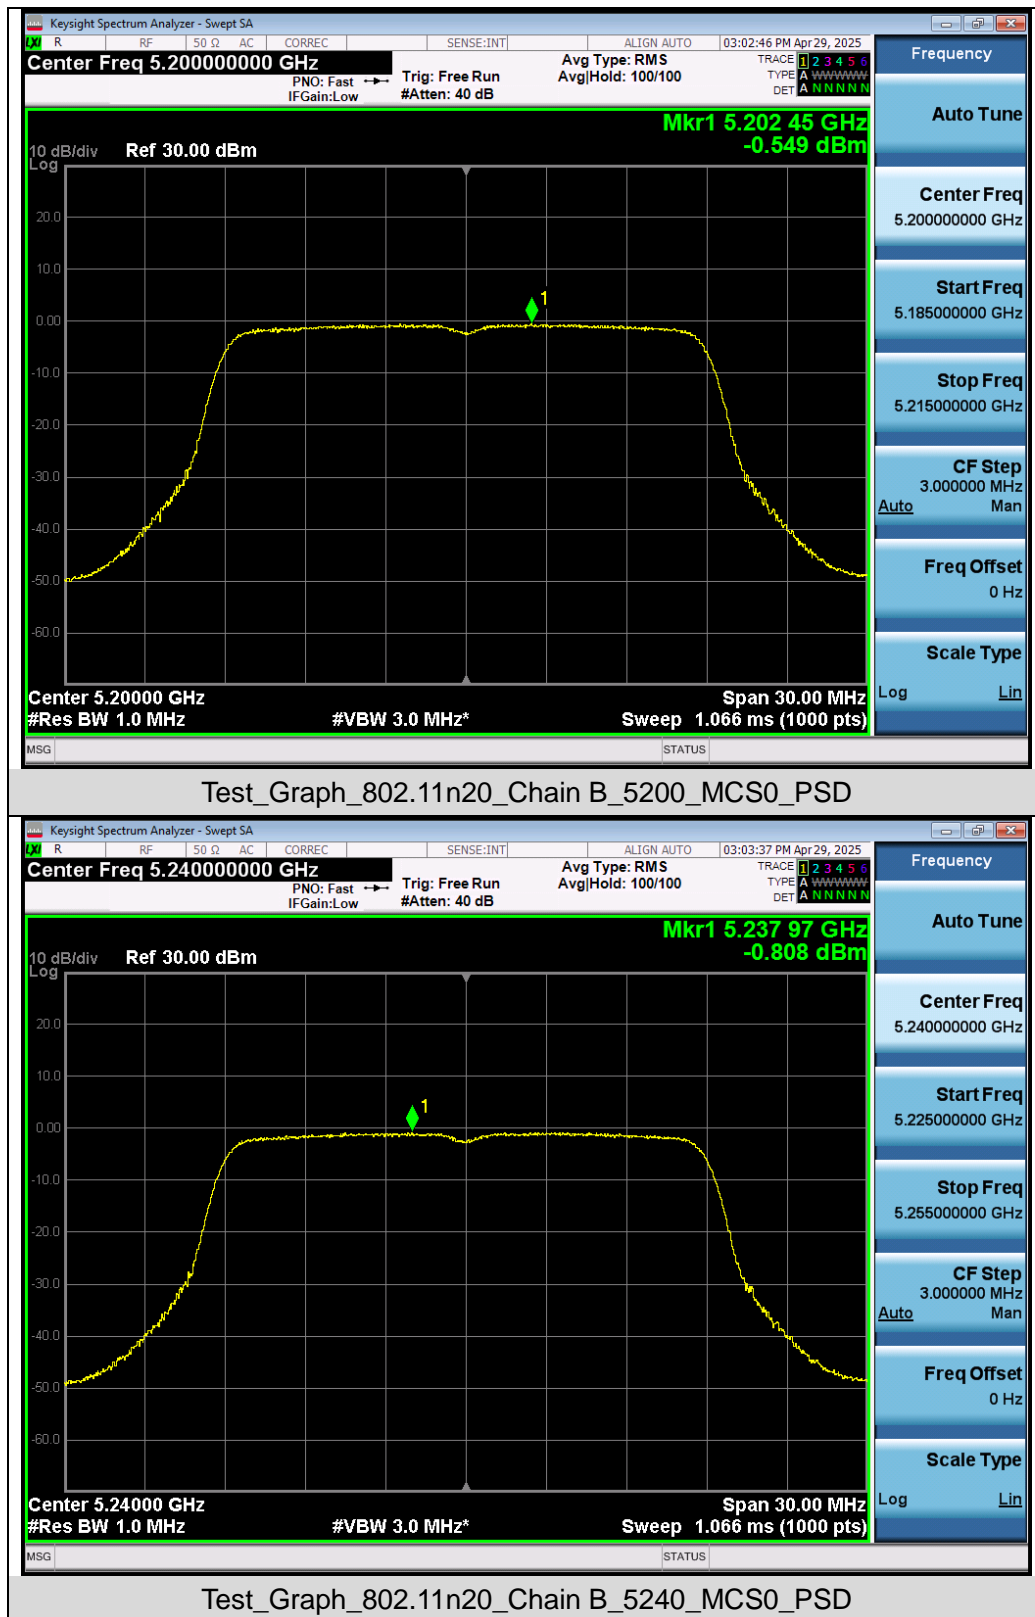 Keysight Spectrum Analyzer - Swept SA
LXI R RF 50 Ω AC CORREC SENSE:INT ALIGN AUTO 03:02:46 PM Apr 29, 2025
Center Freq 5.200000000 GHz
PNO: Fast
IFGain:Low
Trig: Free Run
#Atten: 40 dB
Avg Type: RMS
Avg|Hold: 100/100
TRACE 1 2 3 4 5 6
TYPE A WWWWW
DET A N N N N N
Mkr1 5.202 45 GHz
-0.549 dBm
10 dB/div Ref 30.00 dBm
Log
20.0
10.0
0.00
-10.0
-20.0
-30.0
-40.0
-50.0
-60.0
1
Center 5.20000 GHz Span 30.00 MHz
#Res BW 1.0 MHz #VBW 3.0 MHz* Sweep 1.066 ms (1000 pts)
MSG STATUS
Frequency
Auto Tune
Center Freq
5.200000000 GHz
Start Freq
5.185000000 GHz
Stop Freq
5.215000000 GHz
CF Step
3.000000 MHz
Auto Man
Freq Offset
0 Hz
Scale Type
Log Lin
Test_Graph_802.11n20_Chain B_5200_MCS0_PSD
Keysight Spectrum Analyzer - Swept SA
LXI R RF 50 Ω AC CORREC SENSE:INT ALIGN AUTO 03:03:37 PM Apr 29, 2025
Center Freq 5.240000000 GHz
PNO: Fast
IFGain:Low
Trig: Free Run
#Atten: 40 dB
Avg Type: RMS
Avg|Hold: 100/100
TRACE 1 2 3 4 5 6
TYPE A WWWWW
DET A N N N N N
Mkr1 5.237 97 GHz
-0.808 dBm
10 dB/div Ref 30.00 dBm
Log
20.0
10.0
0.00
-10.0
-20.0
-30.0
-40.0
-50.0
-60.0
1
Center 5.24000 GHz Span 30.00 MHz
#Res BW 1.0 MHz #VBW 3.0 MHz* Sweep 1.066 ms (1000 pts)
MSG STATUS
Frequency
Auto Tune
Center Freq
5.240000000 GHz
Start Freq
5.225000000 GHz
Stop Freq
5.255000000 GHz
CF Step
3.000000 MHz
Auto Man
Freq Offset
0 Hz
Scale Type
Log Lin
Test_Graph_802.11n20_Chain B_5240_MCS0_PSD